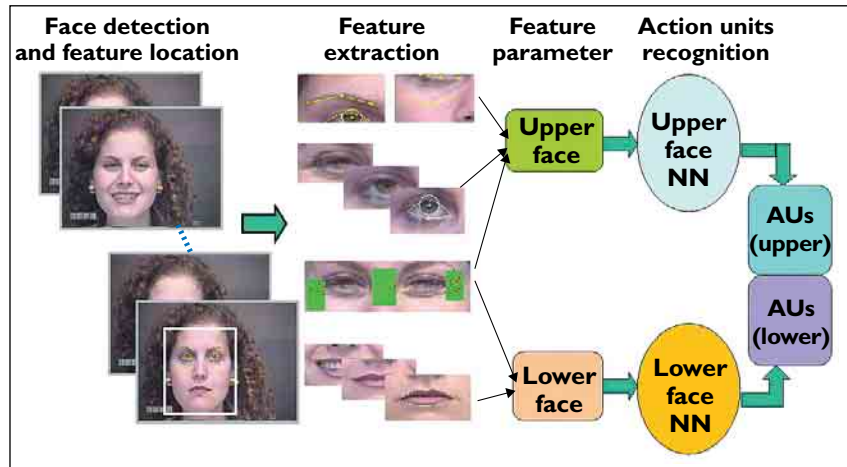 Face detection
and feature location
Feature
extraction
Feature
parameter
Action units
recognition
Upper
face
Upper
face
NN
AUs
(upper)
AUs
(lower)
Lower
face
Lower
face
NN